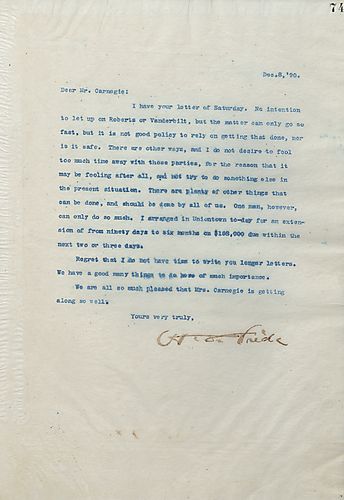 74
Dec.8,'90.
Dear Mr. Carnegie:
I have your letter of Saturday. No intention
to let up on Roberts or Vanderbilt, but the matter can only go so
fast, but it is not good policy to rely on getting that done, nor
is it safe. There are other ways, and I do not desire to fool
too much time away with these parties, for the reason that it
may be fooling after all, and not try to do something else in
the present situation. There are plenty of other things that
can be done, and should be done by all of us. One man, however,
can only do so much. I arranged in Uniontown to-day for an exten-
sion of from ninety days to six months on $188,000 due within the
next two or three days.
Regret that I do not have time to write you longer letters.
We have a good many things to do here of much importance.
We are all so much pleased that Mrs. Carnegie is getting
along so well.
Yours very truly,